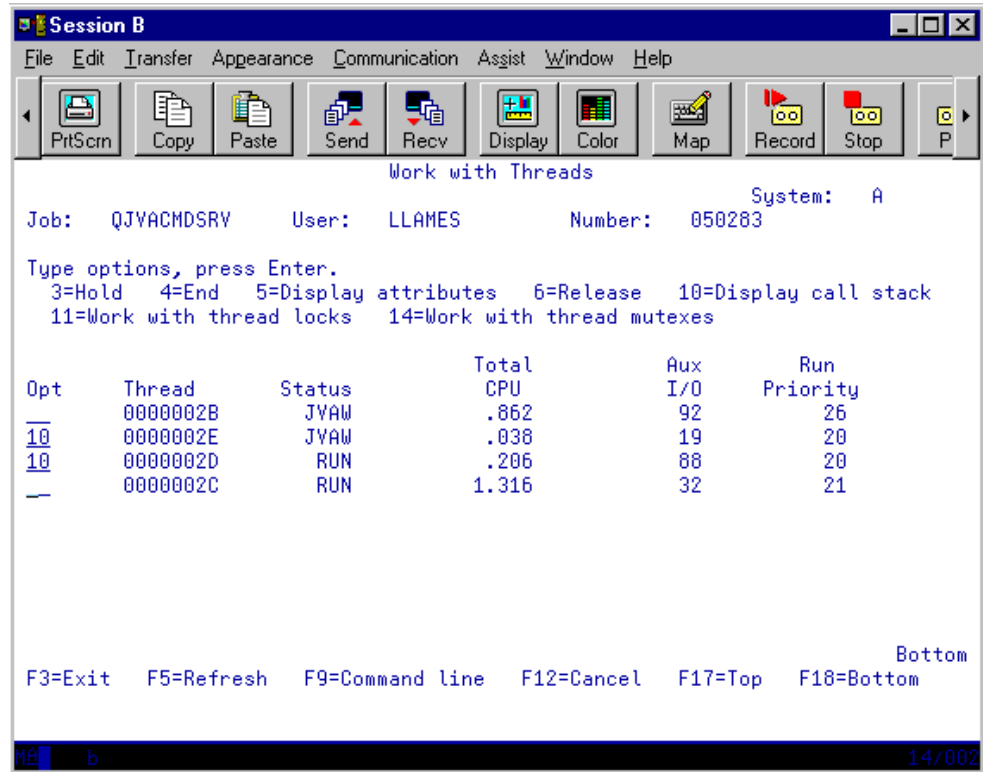 Session B
File Edit Transfer Appearance Communication Assist Window Help
PrtScrn Copy Paste Send Recv Display Color Map Record Stop P
Work with Threads
System: A
Job: QJVACMDSRV User: LLAMES Number: 050283
Type options, press Enter.
3=Hold 4=End 5=Display attributes 6=Release 10=Display call stack
11=Work with thread locks 14=Work with thread mutexes
Total Aux Run
Opt Thread Status CPU I/O Priority
__ 0000002B JVAW .862 92 26
10 0000002E JVAW .038 19 20
10 0000002D RUN .206 88 20
__ 0000002C RUN 1.316 32 21
Bottom
F3=Exit F5=Refresh F9=Command line F12=Cancel F17=Top F18=Bottom
b 14/002